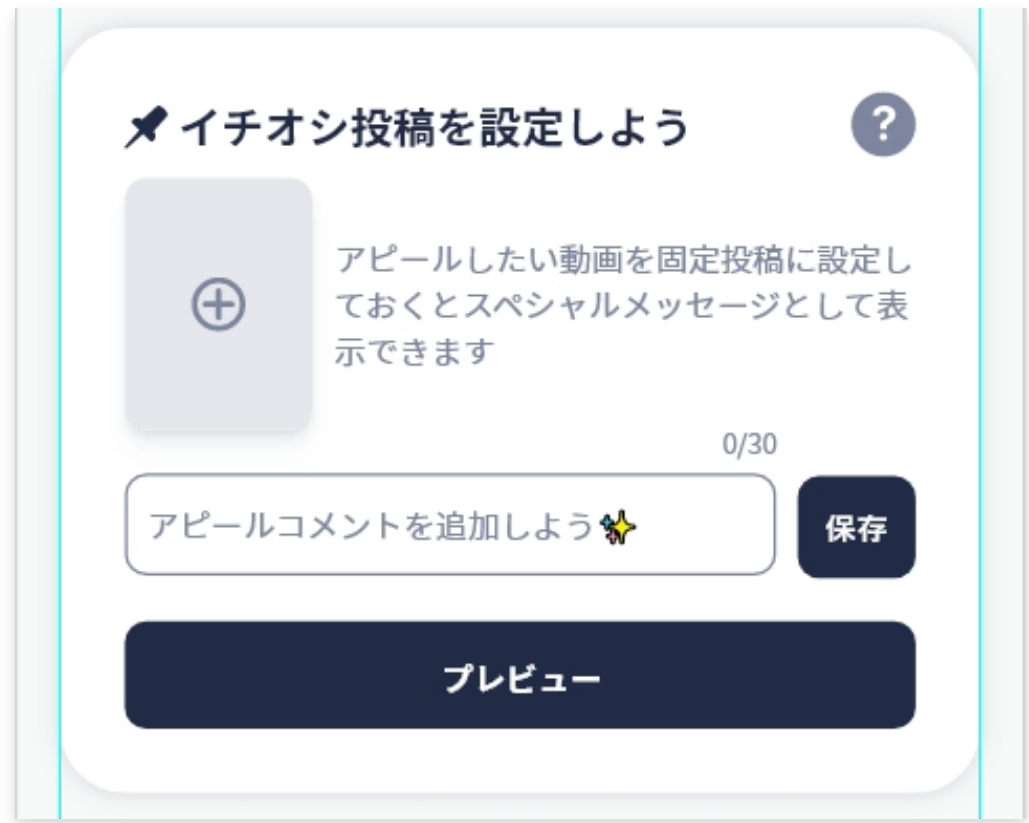 イチオシ投稿を設定しよう
?
アピールしたい動画を固定投稿に設定し
ておくとスペシャルメッセージとして表
示できます
0/30
アピールコメントを追加しよう✨
保存
プレビュー